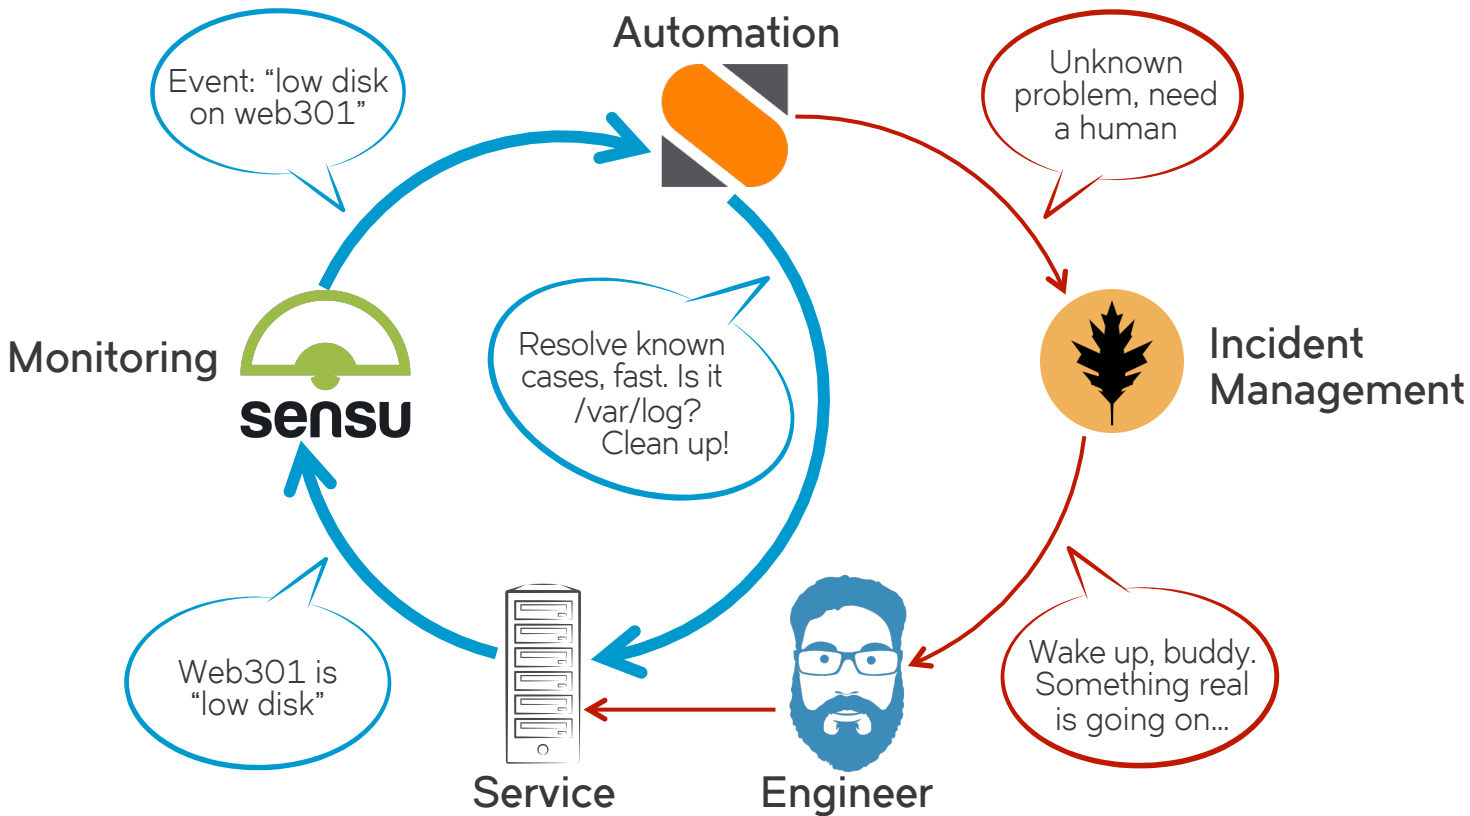 Automation
Event: “low disk
on web301”
Unknown
problem, need
a human
Monitoring
sensu
Resolve known
cases, fast. Is it
/var/log?
Clean up!
Incident
Management
Web301 is
“low disk”
Wake up, buddy.
Something real
is going on...
Service
Engineer